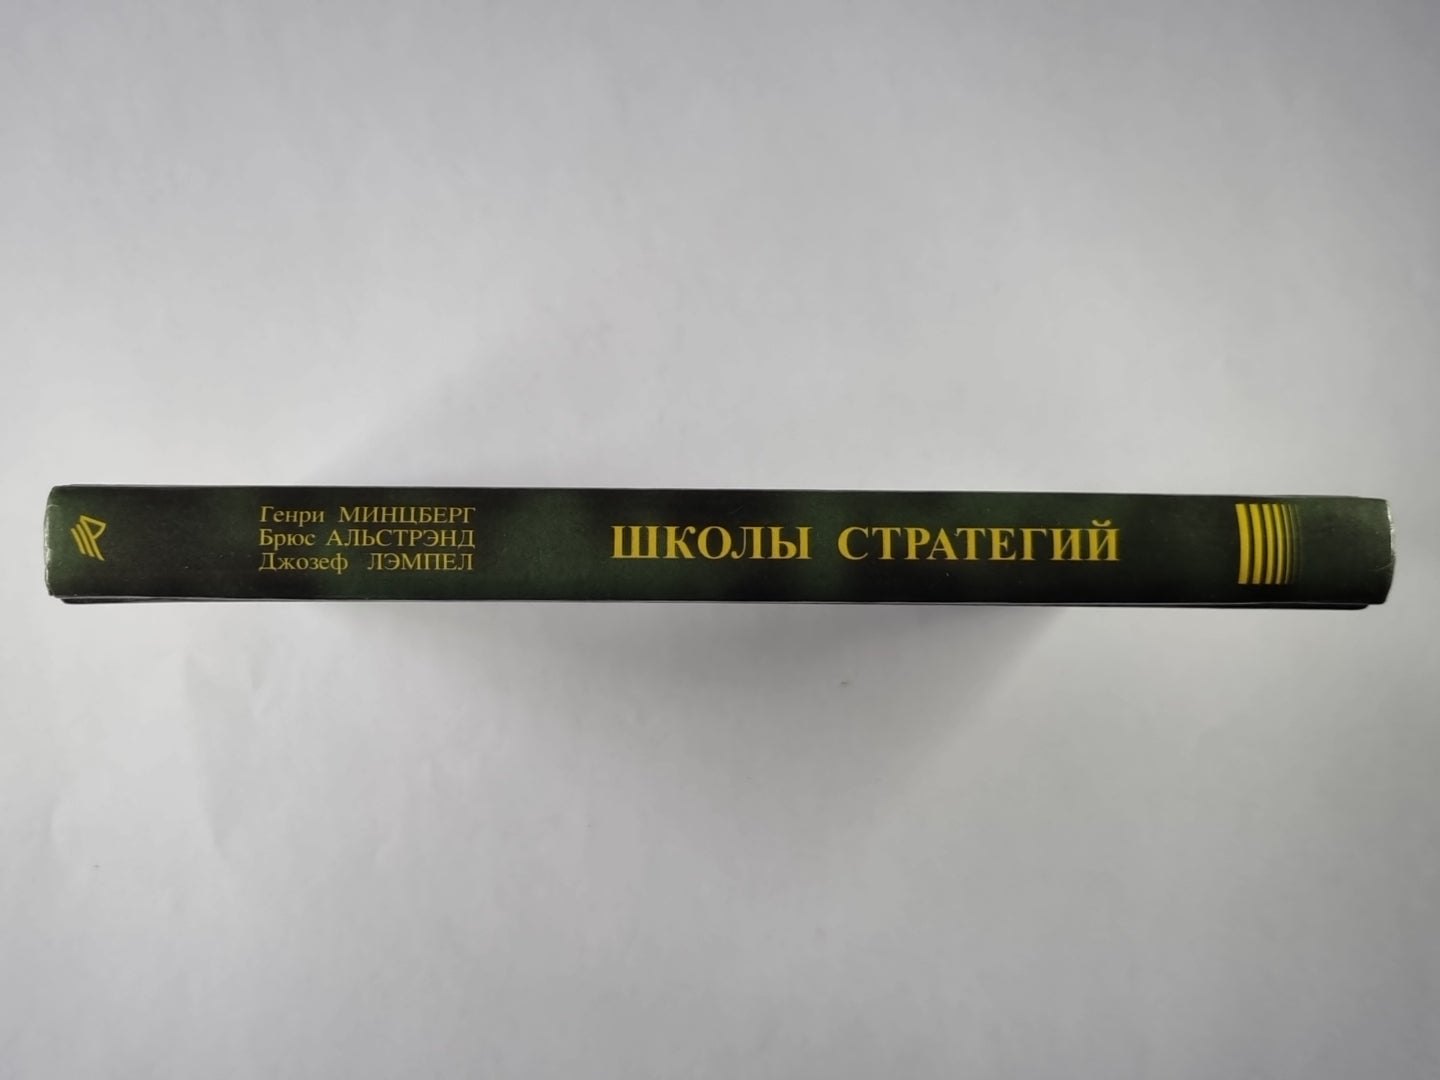 Генри МИНЦБЕРГ
Брюс АЛЬСТРЭНД
Джозеф ЛЭМПЕЛ
ШКОЛЫ СТРАТЕГИЙ